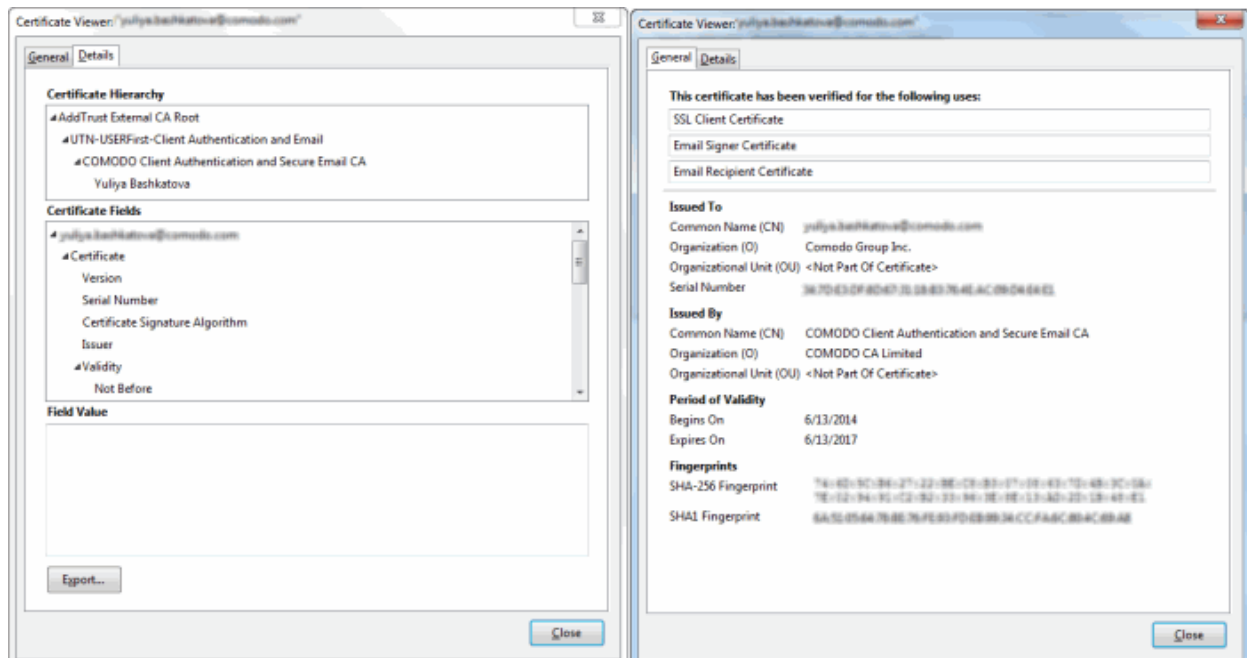 Certificate Viewer:
General Details
Certificate Hierarchy
AddTrust External CA Root
UTN-USERFirst-Client Authentication and Email
COMODO Client Authentication and Secure Email CA
Yuliya Bashkatova
Certificate Fields
Certificate
Version
Serial Number
Certificate Signature Algorithm
Issuer
Validity
Not Before
Field Value
Export...
Close
Certificate Viewer:
General Details
This certificate has been verified for the following uses:
SSL Client Certificate
Email Signer Certificate
Email Recipient Certificate
Issued To
Common Name (CN)
Organization (O) Comodo Group Inc.
Organizational Unit (OU) <Not Part Of Certificate>
Serial Number
Issued By
Common Name (CN) COMODO Client Authentication and Secure Email CA
Organization (O) COMODO CA Limited
Organizational Unit (OU) <Not Part Of Certificate>
Period of Validity
Begins On 6/13/2014
Expires On 6/13/2017
Fingerprints
SHA-256 Fingerprint
SHA1 Fingerprint
Close